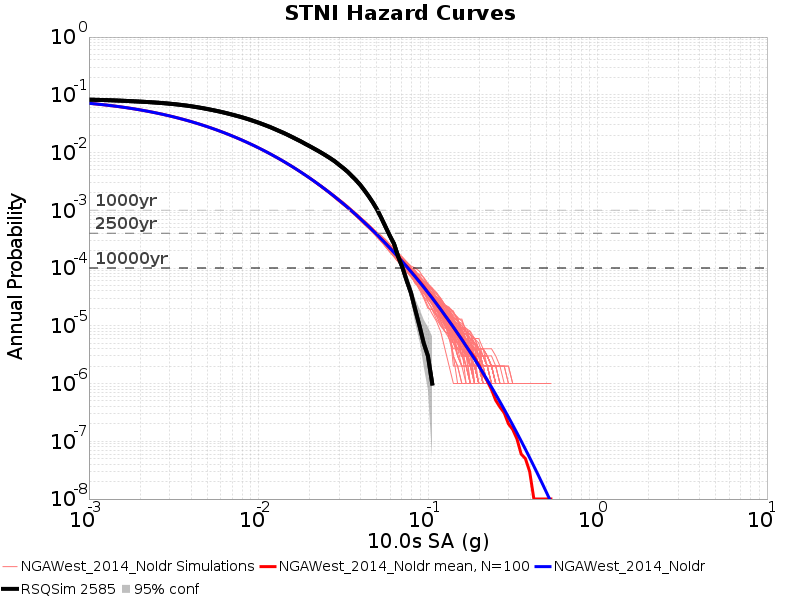 STNI Hazard Curves
10^0
10^-1
10^-2
10^-3
10^-4
10^-5
10^-6
10^-7
10^-8
Annual Probability
1000yr
2500yr
10000yr
10^-3 10^-2 10^-1 10^0 10^1
10.0s SA (g)
NGAWest_2014_NoIdr Simulations NGAWest_2014_NoIdr mean, N=100 NGAWest_2014_NoIdr
RSQSim 2585 95% conf